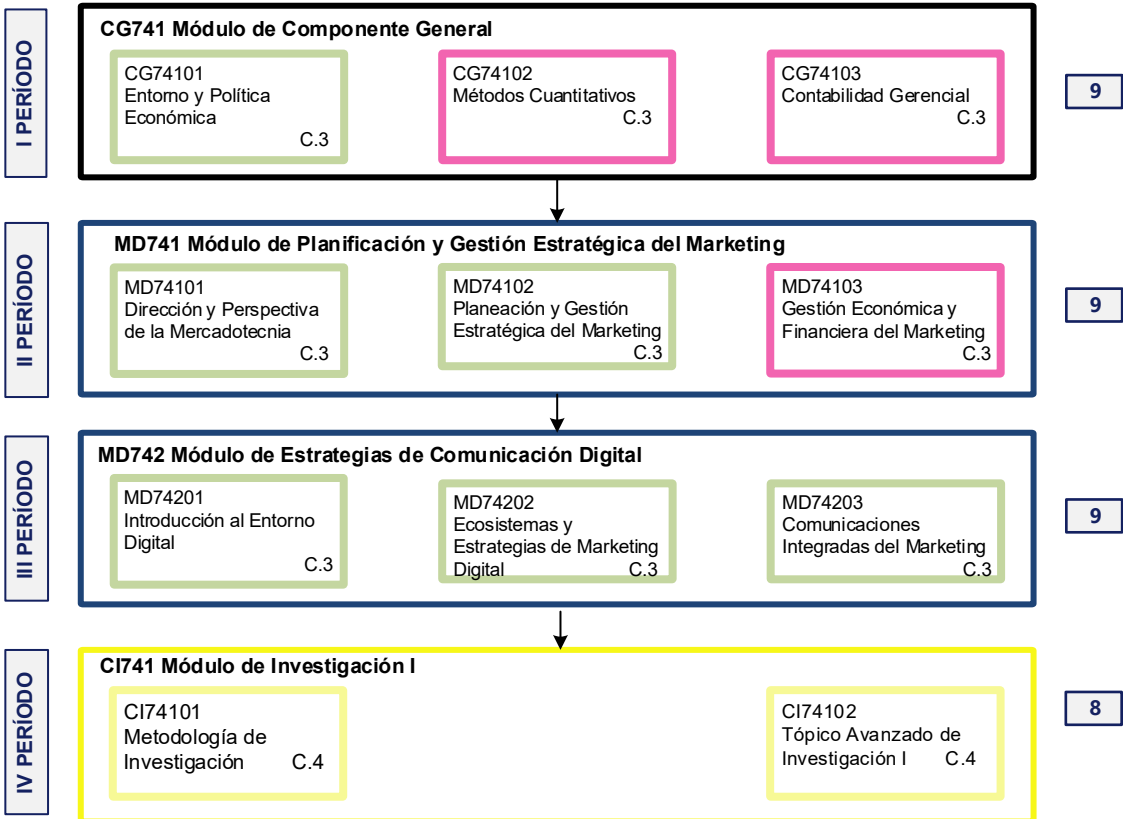 I PERÍODO
CG741 Módulo de Componente General
CG74101
Entorno y Política
Económica
C.3
CG74102
Métodos Cuantitativos
C.3
CG74103
Contabilidad Gerencial
C.3
9
II PERÍODO
MD741 Módulo de Planificación y Gestión Estratégica del Marketing
MD74101
Dirección y Perspectiva
de la Mercadotecnia
C.3
MD74102
Planeación y Gestión
Estratégica del Marketing
C.3
MD74103
Gestión Económica y
Financiera del Marketing
C.3
9
III PERÍODO
MD742 Módulo de Estrategias de Comunicación Digital
MD74201
Introducción al Entorno
Digital
C.3
MD74202
Ecosistemas y
Estrategias de Marketing
Digital C.3
MD74203
Comunicaciones
Integradas del Marketing
C.3
9
IV PERÍODO
CI741 Módulo de Investigación I
CI74101
Metodología de
Investigación C.4
CI74102
Tópico Avanzado de
Investigación I C.4
8